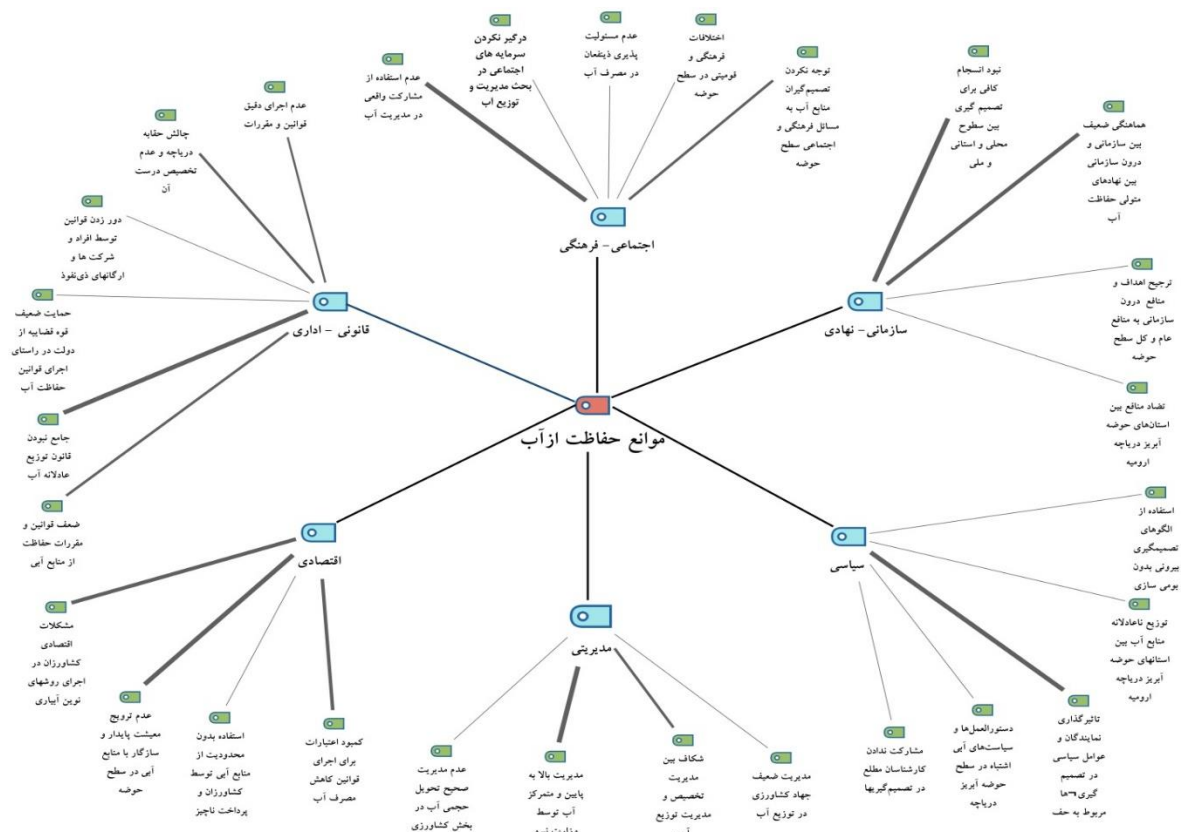 موانع حفاظت ازآب
اجتماعی- فرهنگی
توجه نکردن
تصمیم‌گیران
منابع آب به
مسائل فرهنگی و
اجتماعی سطح
حوضه
اختلافات
فرهنگی و
قومیتی در سطح
حوضه
عدم مسئولیت
پذیری ذینفعان
در مصرف آب
درگیر نکردن
سرمایه های
اجتماعی در
بحث مدیریت و
توزیع آب
عدم استفاده از
مشارکت واقعی
در مدیریت آب
سازمانی- نهادی
نبود انسجام
کافی برای
تصمیم گیری
بین سطوح
محلی و استانی
و ملی
هماهنگی ضعیف
بین سازمانی و
درون سازمانی
بین نهادهای
متولی حفاظت
آب
ترجیح اهداف و
منافع درون
سازمانی به منافع
عام و کل سطح
حوضه
تضاد منافع بین
استان‌های حوضه
آبریز دریاچه
ارومیه
سیاسی
استفاده از
الگوهای
تصمیمگیری
بیرونی بدون
بومی سازی
توزیع ناعادلانه
منابع آب بین
استانهای حوضه
آبریز دریاچه
ارومیه
تاثیرگذاری
نمایندگان و
عوامل سیاسی
در تصمیم
گیری¬ها
مربوط به حف
دستورالعمل‌ها و
سیاست‌های آبی
اشتباه در سطح
حوضه آبریز
دریاچه
مشارکت ندادن
کارشناسان مطلع
در تصمیم‌گیریها
مدیریتی
مدیریت ضعیف
جهاد کشاورزی
در توزیع آب
شکاف بین
مدیریت
تخصیص و
مدیریت توزیع
مدیریت بالا به
پایین و متمرکز
آب توسط
عدم مدیریت
صحیح تحویل
حجمی آب در
بخش کشاورزی
اقتصادی
کمبود اعتبارات
برای اجرای
قوانین کاهش
مصرف آب
استفاده بدون
محدودیت از
منابع آبی توسط
کشاورزان و
پرداخت ناچیز
عدم ترویج
معیشت پایدار و
سازگار با منابع
آبی در سطح
حوضه
مشکلات
اقتصادی
کشاورزان در
اجرای روشهای
نوین آبیاری
قانونی - اداری
عدم اجرای دقیق
قوانین و مقررات
چالش حقابه
دریاچه و عدم
تخصیص درست
آن
دور زدن قوانین
توسط افراد و
شرکت ها و
ارگانهای ذی‌نفوذ
حمایت ضعیف
قوه قضاییه از
دولت در راستای
اجرای قوانین
حفاظت آب
جامع نبودن
قانون توزیع
عادلانه آب
ضعف قوانین و
مقررات حفاظت
از منابع آبی